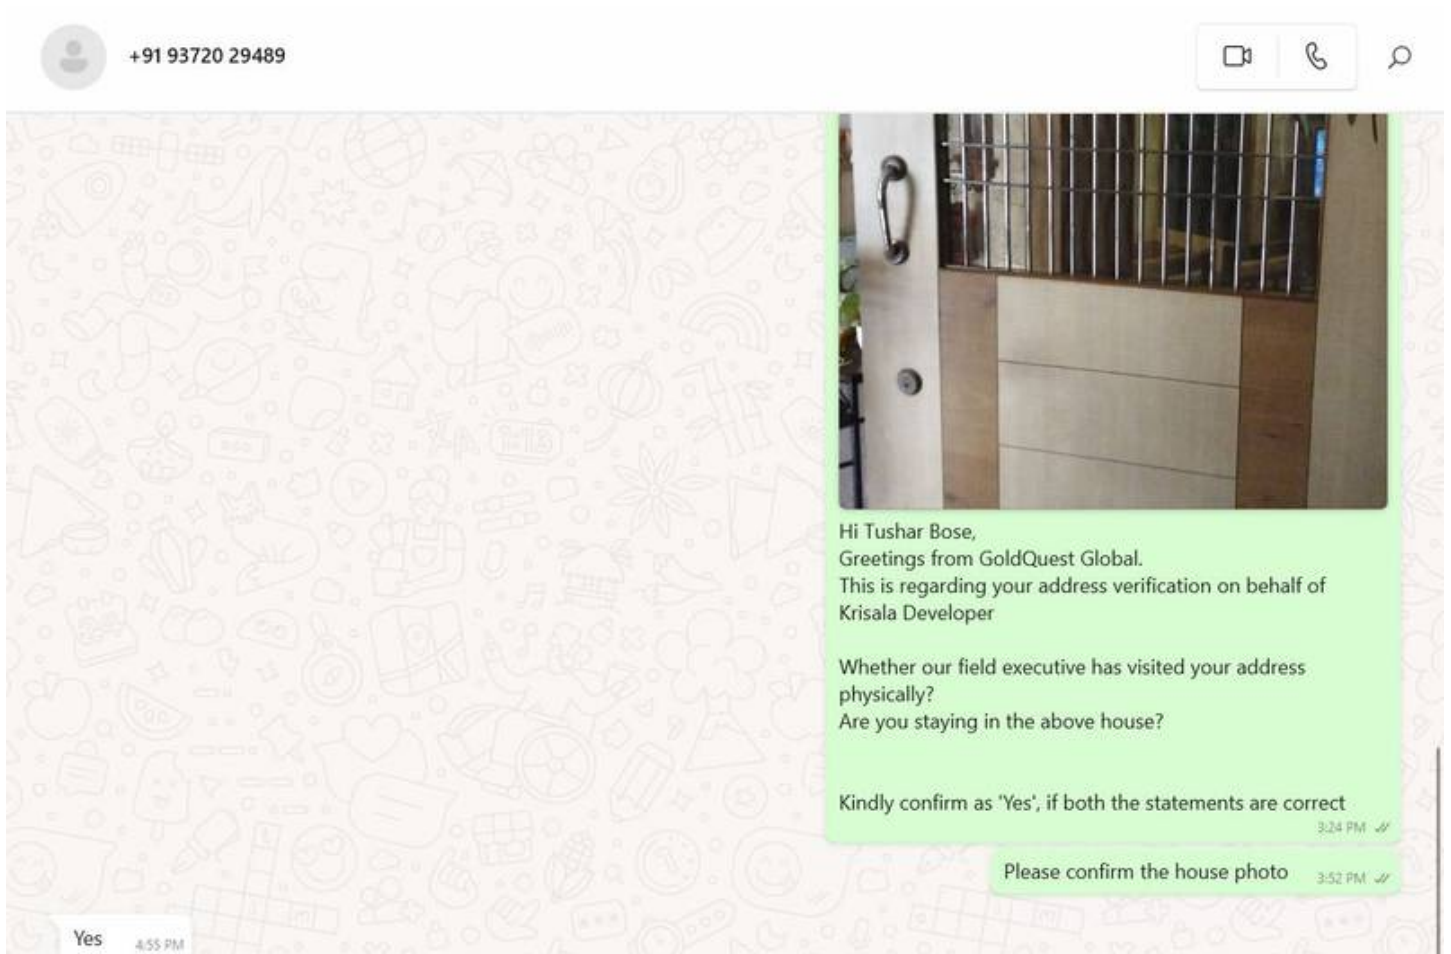 +91 93720 29489
Hi Tushar Bose,
Greetings from GoldQuest Global.
This is regarding your address verification on behalf of
Krisala Developer
Whether our field executive has visited your address
physically?
Are you staying in the above house?
Kindly confirm as 'Yes', if both the statements are correct
3:24 PM
Please confirm the house photo 3:52 PM
Yes 4:55 PM